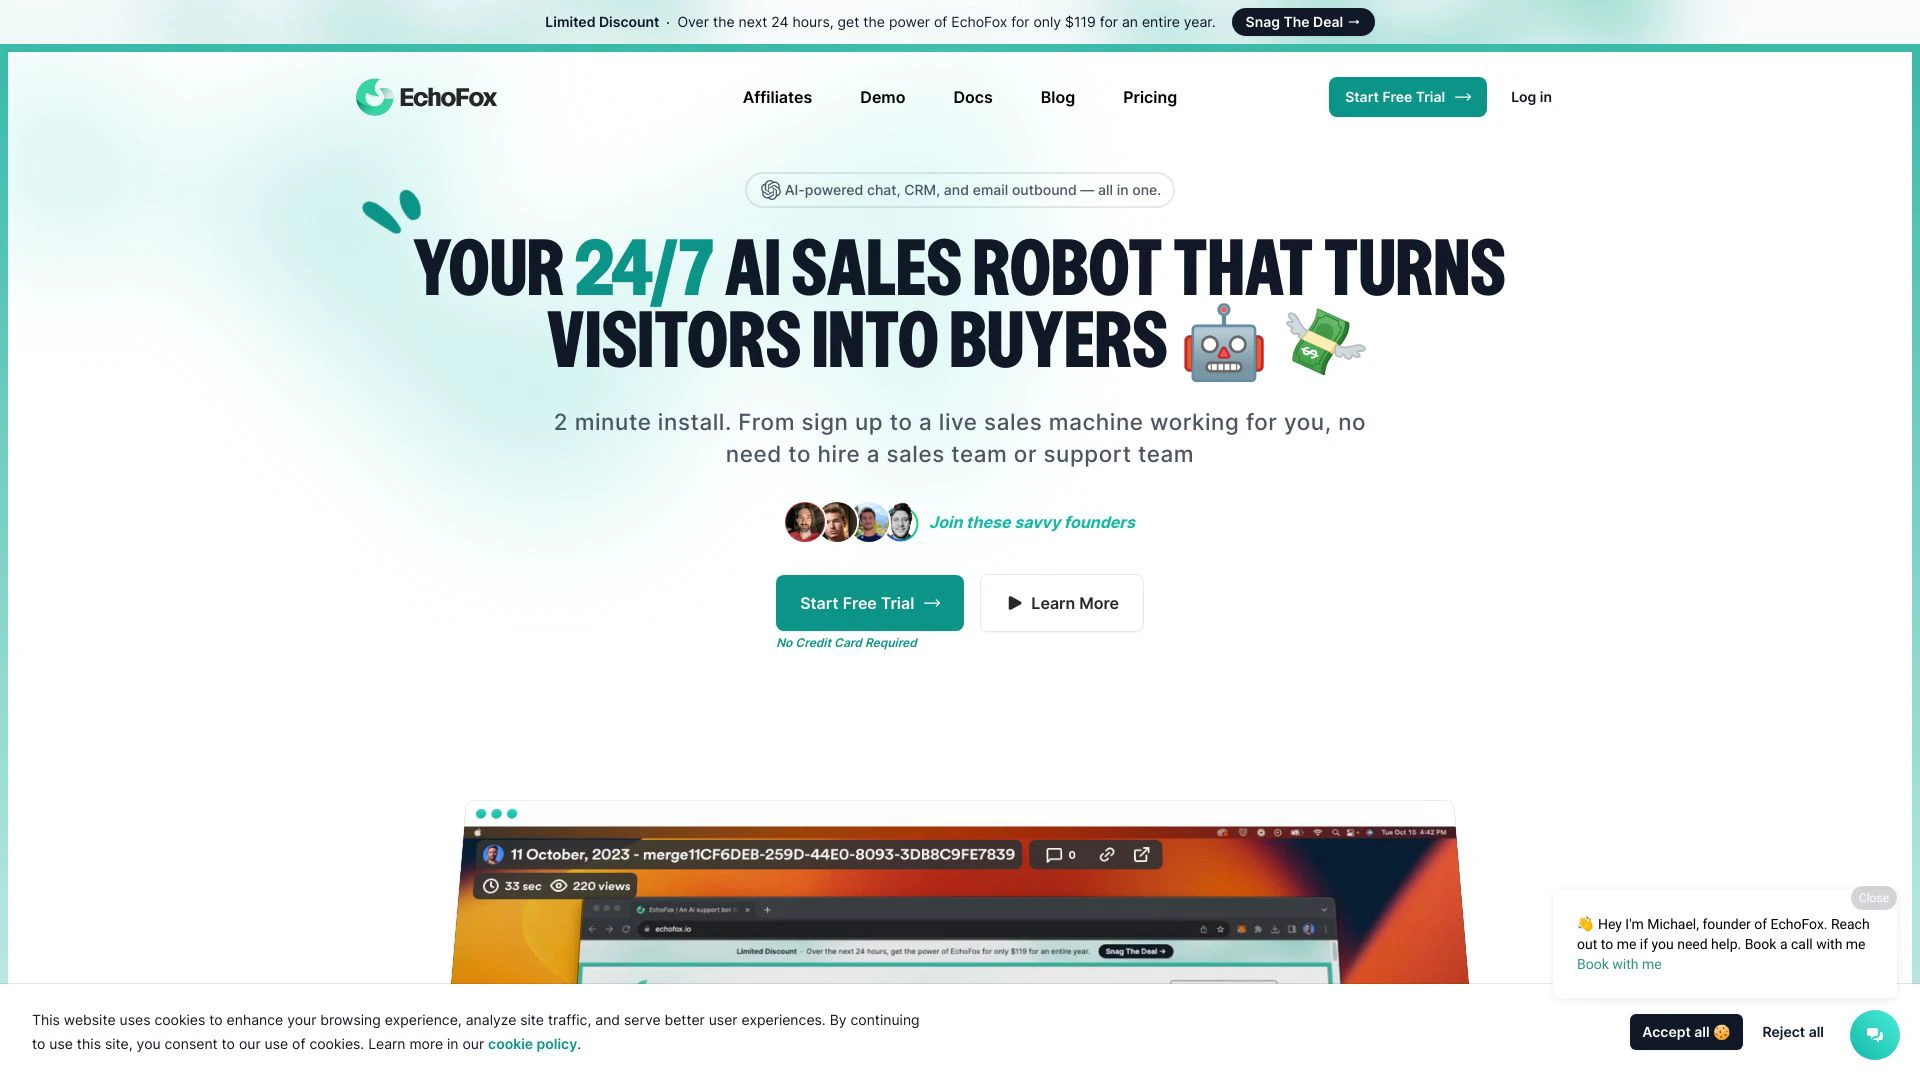 Limited Discount · Over the next 24 hours, get the power of EchoFox for only $119 for an entire year. Snag The Deal →
EchoFox Affiliates Demo Docs Blog Pricing Start Free Trial → Log in
AI-powered chat, CRM, and email outbound — all in one.
YOUR 24/7 AI SALES ROBOT THAT TURNS
VISITORS INTO BUYERS 🤖 💸
2 minute install. From sign up to a live sales machine working for you, no
need to hire a sales team or support team
Join these savvy founders
Start Free Trial → Learn More
No Credit Card Required
Tue Oct 10 4:42 PM
11 October, 2023 - merge11CF6DEB-259D-44E0-8093-3DB8C9FE7839 0
33 sec 220 views
EchoFox | An AI support bot
echofox.io
Limited Discount · Over the next 24 hours, get the power of EchoFox for only $119 for an entire year. Snag The Deal →
Close
👋 Hey I'm Michael, founder of EchoFox. Reach
out to me if you need help. Book a call with me
Book with me
This website uses cookies to enhance your browsing experience, analyze site traffic, and serve better user experiences. By continuing
to use this site, you consent to our use of cookies. Learn more in our cookie policy.
Accept all 🍪 Reject all